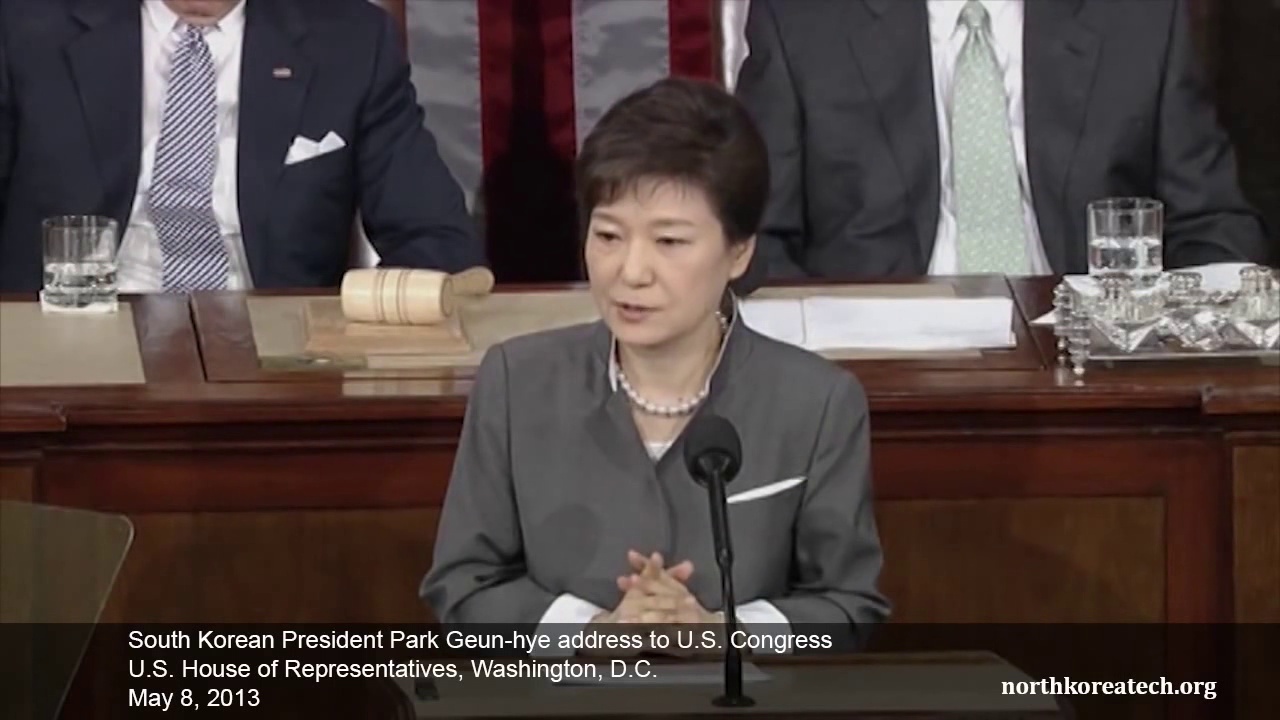 South Korean President Park Geun-hye address to U.S. Congress
U.S. House of Representatives, Washington, D.C.
May 8, 2013
northkoreatech.org